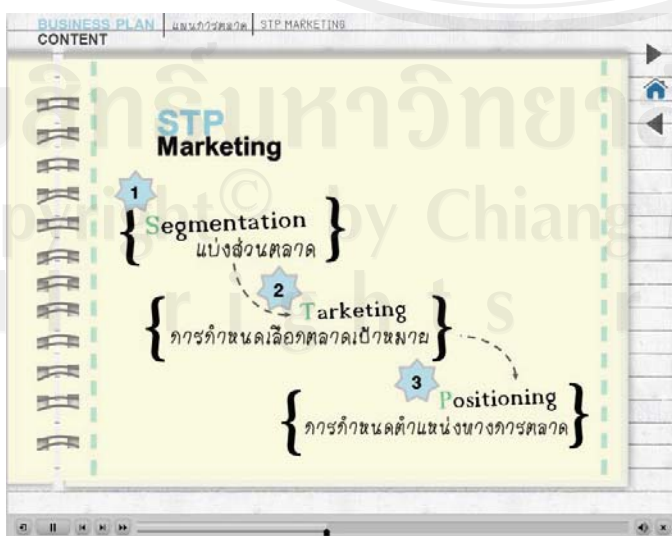 BUSINESS PLAN | แผนการตลาด | STP MARKETING
CONTENT
STP
Marketing
1
Segmentation
แบ่งส่วนตลาด
2
Tarketing
การกำหนดเลือกตลาดเป้าหมาย
3
Positioning
การกำหนดตำแหน่งทางการตลาด
by Chiang